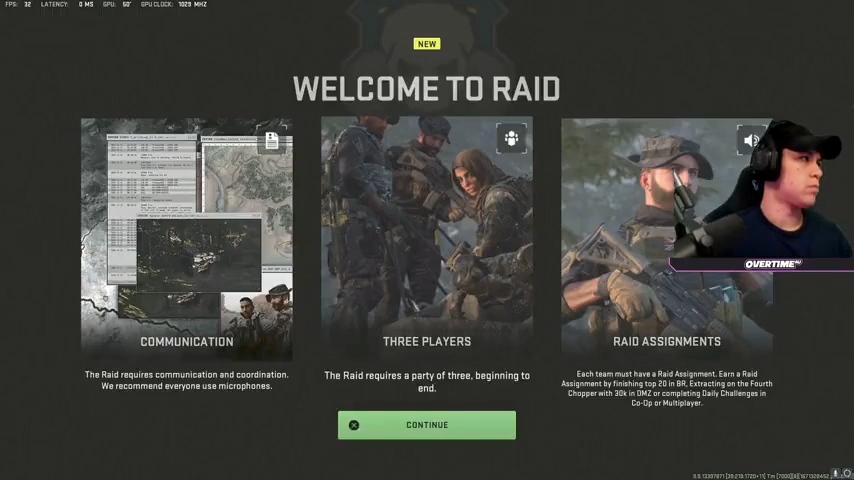 FPS: 32 LATENCY: 0 MS GPU: 50° GPU CLOCK: 1029 MHZ
NEW
WELCOME TO RAID
COMMUNICATION
THREE PLAYERS
RAID ASSIGNMENTS
The Raid requires communication and coordination.
We recommend everyone use microphones.
The Raid requires a party of three, beginning to
end.
Each team must have a Raid Assignment. Earn a Raid
Assignment by finishing top 20 in BR, Extracting on the Fourth
Chopper with 30k in DMZ or completing Daily Challenges in
Co-Op or Multiplayer.
OVERTIME
CONTINUE